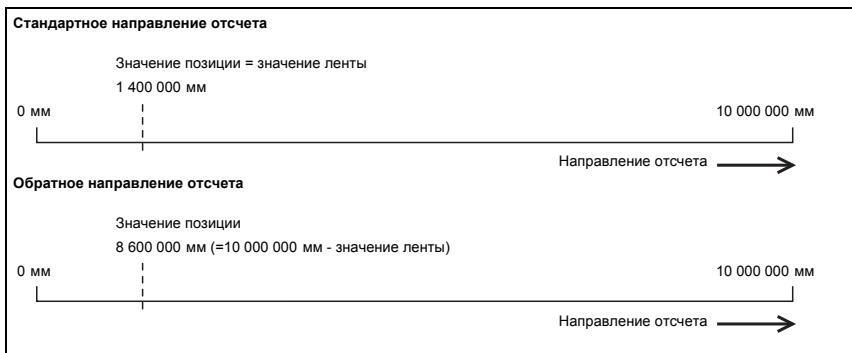 Стандартное направление отсчета
Значение позиции = значение ленты
1 400 000 мм
0 мм
10 000 000 мм
Направление отсчета
Обратное направление отсчета
Значение позиции
8 600 000 мм (=10 000 000 мм - значение ленты)
0 мм
10 000 000 мм
Направление отсчета